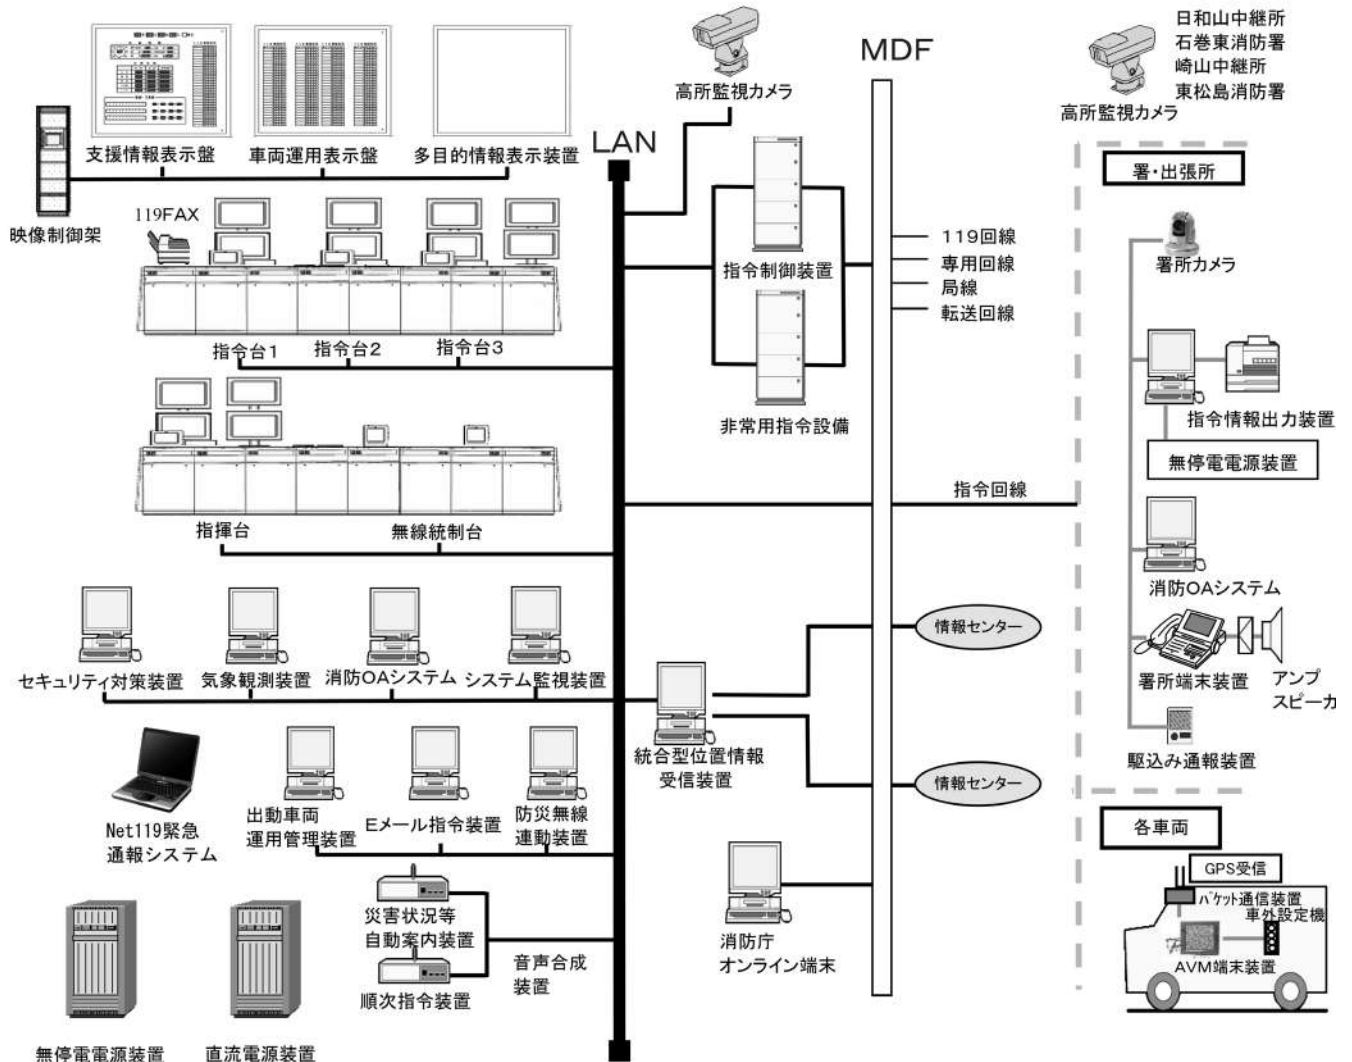 日和山中継所
石巻東消防署
崎山中継所
東松島消防署
高所監視カメラ
高所監視カメラ
MDF
LAN
支援情報表示盤
車両運用表示盤
多目的情報表示装置
映像制御架
119FAX
指令台1
指令台2
指令台3
指令制御装置
非常用指令設備
119回線
専用回線
局線
転送回線
署・出張所
署所カメラ
指令情報出力装置
無停電電源装置
指揮台
無線統制台
指令回線
消防OAシステム
署所端末装置
アンプ
スピーカ
駆込み通報装置
セキュリティ対策装置
気象観測装置
消防OAシステム
システム監視装置
統合型位置情報
受信装置
情報センター
情報センター
Net119緊急
通報システム
出動車両
運用管理装置
Eメール指令装置
防災無線
連動装置
災害状況等
自動案内装置
順次指令装置
音声合成
装置
消防庁
オンライン端末
各車両
GPS受信
パケット通信装置
車外設定機
AVM端末装置
無停電電源装置
直流電源装置